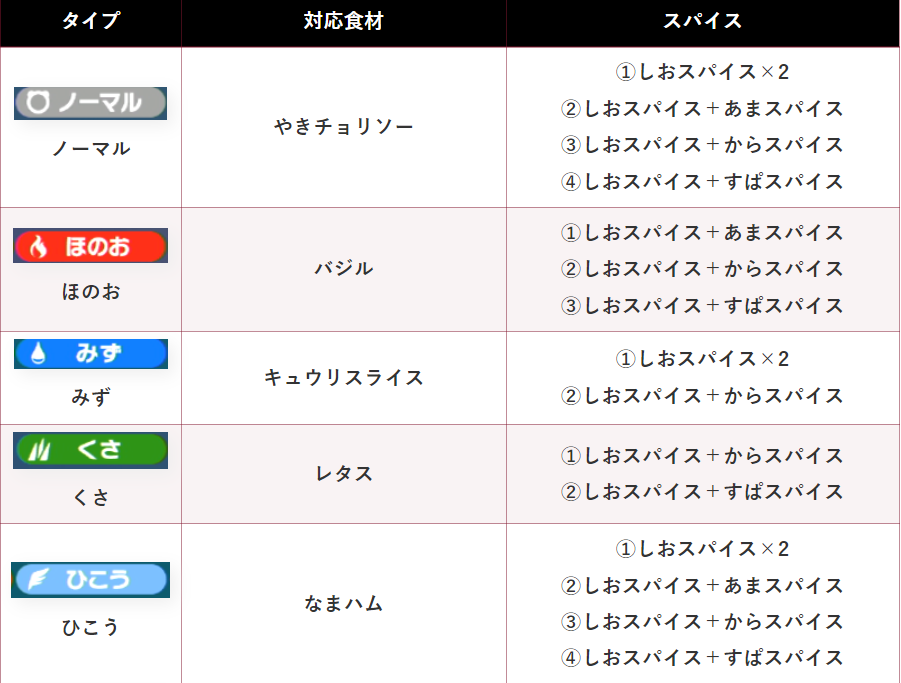 タイプ 対応食材 スパイス
ノーマル
ノーマル
やきチョリソー
①しおスパイス×2
②しおスパイス＋あまスパイス
③しおスパイス＋からスパイス
④しおスパイス＋すぱスパイス
ほのお
ほのお
バジル
①しおスパイス＋あまスパイス
②しおスパイス＋からスパイス
③しおスパイス＋すぱスパイス
みず
みず
キュウリスライス
①しおスパイス×2
②しおスパイス＋からスパイス
くさ
くさ
レタス
①しおスパイス＋からスパイス
②しおスパイス＋すぱスパイス
ひこう
ひこう
なまハム
①しおスパイス×2
②しおスパイス＋あまスパイス
③しおスパイス＋からスパイス
④しおスパイス＋すぱスパイス